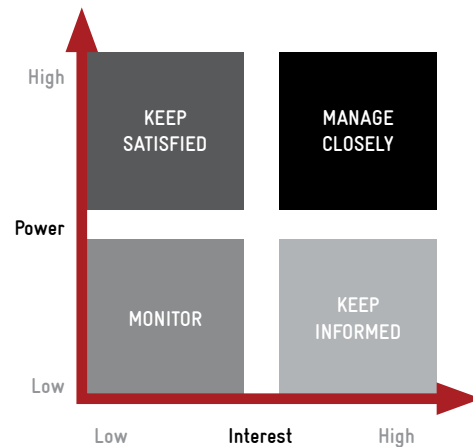 High
KEEP
SATISFIED
MANAGE
CLOSELY
Power
MONITOR
KEEP
INFORMED
Low
Low
Interest
High